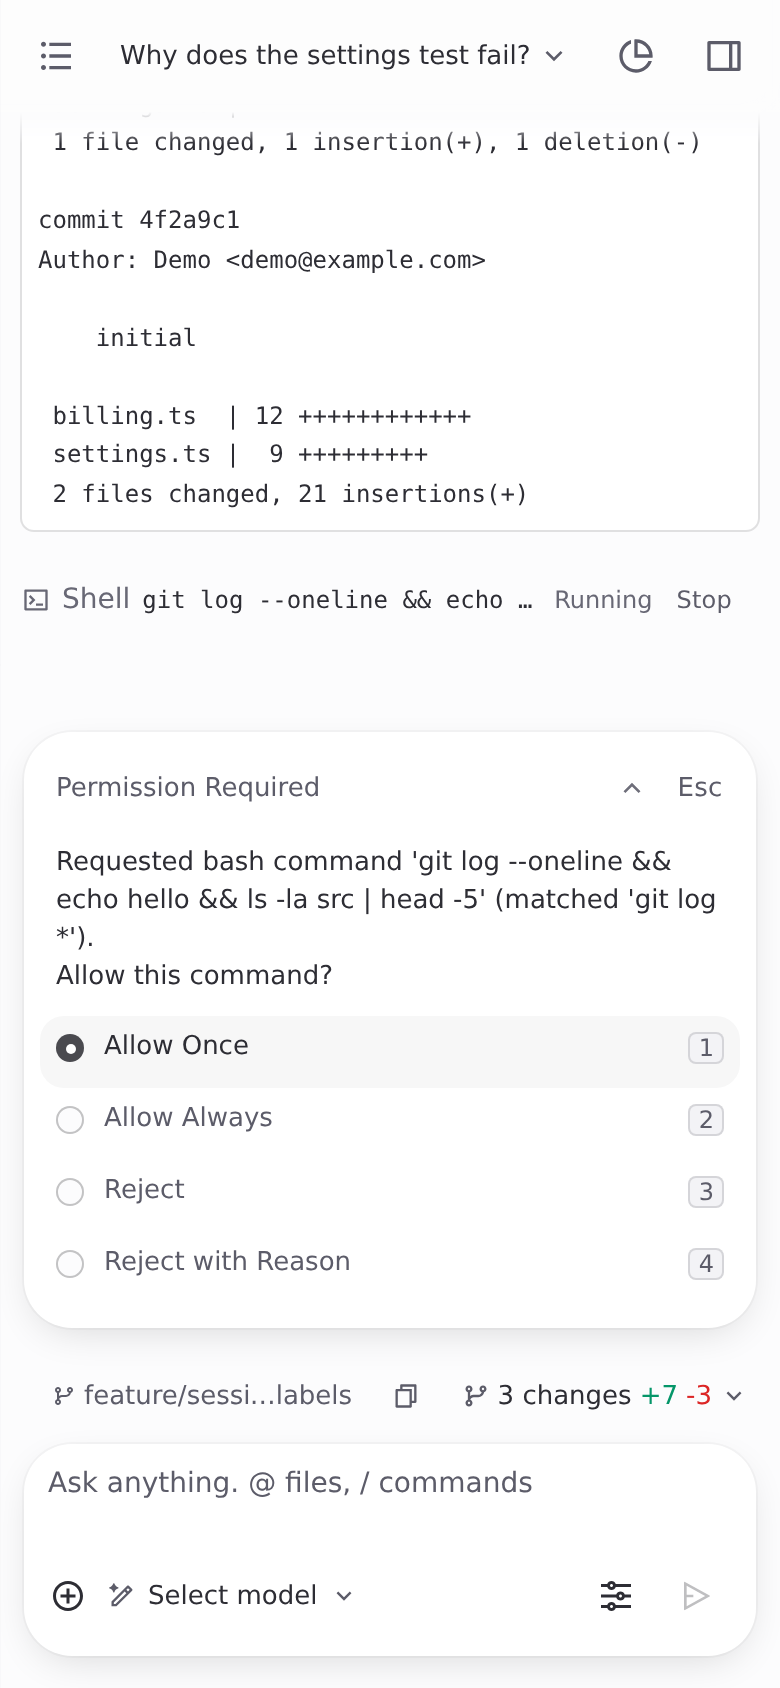 Why does the settings test fail?
1 file changed, 1 insertion(+), 1 deletion(-)
commit 4f2a9c1
Author: Demo <demo@example.com>
initial
billing.ts  | 12 ++++++++++++
settings.ts |  9 +++++++++
2 files changed, 21 insertions(+)
Shell git log --oneline && echo … Running Stop
Permission Required Esc
Requested bash command 'git log --oneline &&
echo hello && ls -la src | head -5' (matched 'git log
*').
Allow this command?
Allow Once 1
Allow Always 2
Reject 3
Reject with Reason 4
feature/sessi...labels 3 changes +7 -3
Ask anything. @ files, / commands
Select model